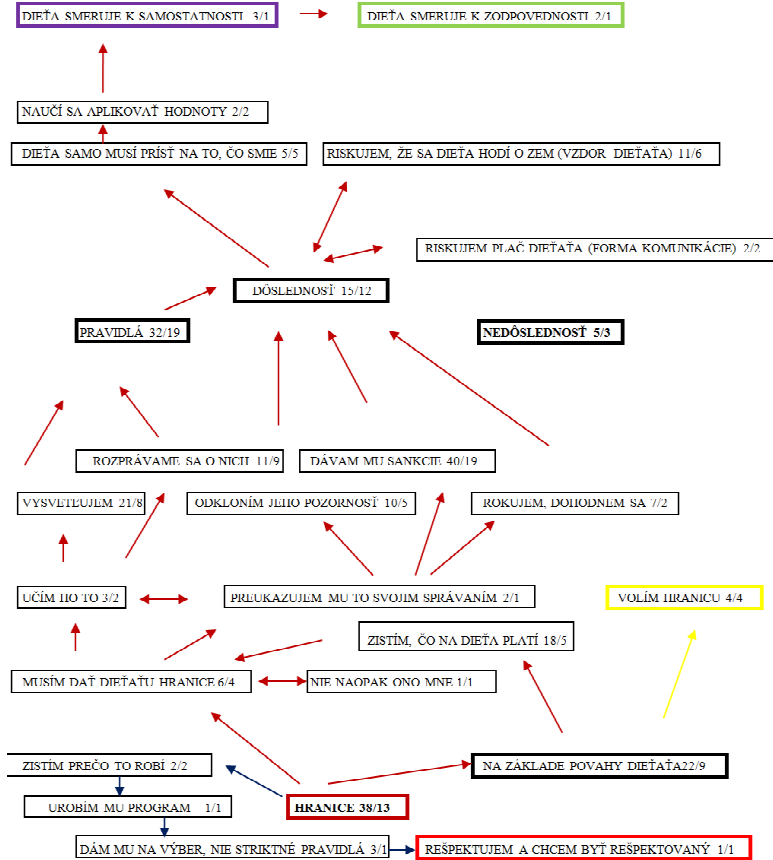 DIEŤA SMERUJE K SAMOSTATNOSTI 3/1
DIEŤA SMERUJE K ZODPOVEDNOSTI 2/1
NAUČÍ SA APLIKOVAŤ HODNOTY 2/2
DIEŤA SAMO MUSÍ PRÍSŤ NA TO, ČO SMIE 5/5
RISKUJEM, ŽE SA DIEŤA HODÍ O ZEM (VZDOR DIEŤAŤA) 11/6
RISKUJEM PLAČ DIEŤAŤA (FORMA KOMUNIKÁCIE) 2/2
DÔSLEDNOSŤ 15/12
PRAVIDLÁ 32/19
NEDÔSLEDNOSŤ 5/3
ROZPRÁVAME SA O NICH 11/9
DÁVAM MU SANKCIE 40/19
VYSVETĽUJEM 21/8
ODKLONÍM JEHO POZORNOSŤ 10/5
ROKUJEM, DOHODNEM SA 7/2
UČÍM HO TO 3/2
PREUKAZUJEM MU TO SVOJIM SPRÁVANÍM 2/1
VOLÍM HRANICU 4/4
ZISTÍM, ČO NA DIEŤA PLATÍ 18/5
MUSÍM DAŤ DIEŤAŤU HRANICE 6/4
NIE NAOPAK ONO MNE 1/1
ZISTÍM PREČO TO ROBÍ 2/2
NA ZÁKLADE POVAHY DIEŤAŤA22/9
UROBÍM MU PROGRAM 1/1
HRANICE 38/13
DÁM MU NA VÝBER, NIE STRIKTNÉ PRAVIDLÁ 3/1
REŠPEKTUJEM A CHCEM BYŤ REŠPEKTOVANÝ 1/1